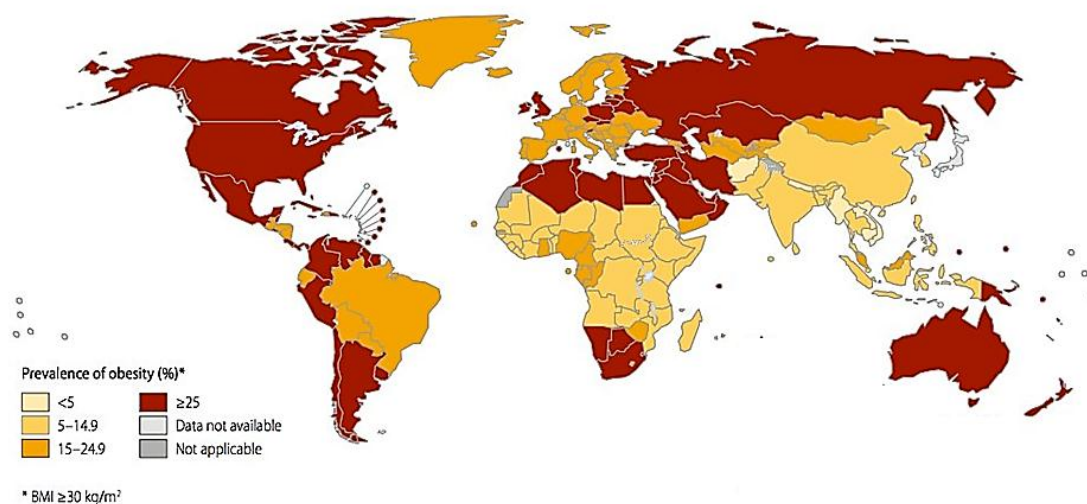 Prevalence of obesity (%)*
<5
5–14.9
15–24.9
≥25
Data not available
Not applicable
* BMI ≥30 kg/m²